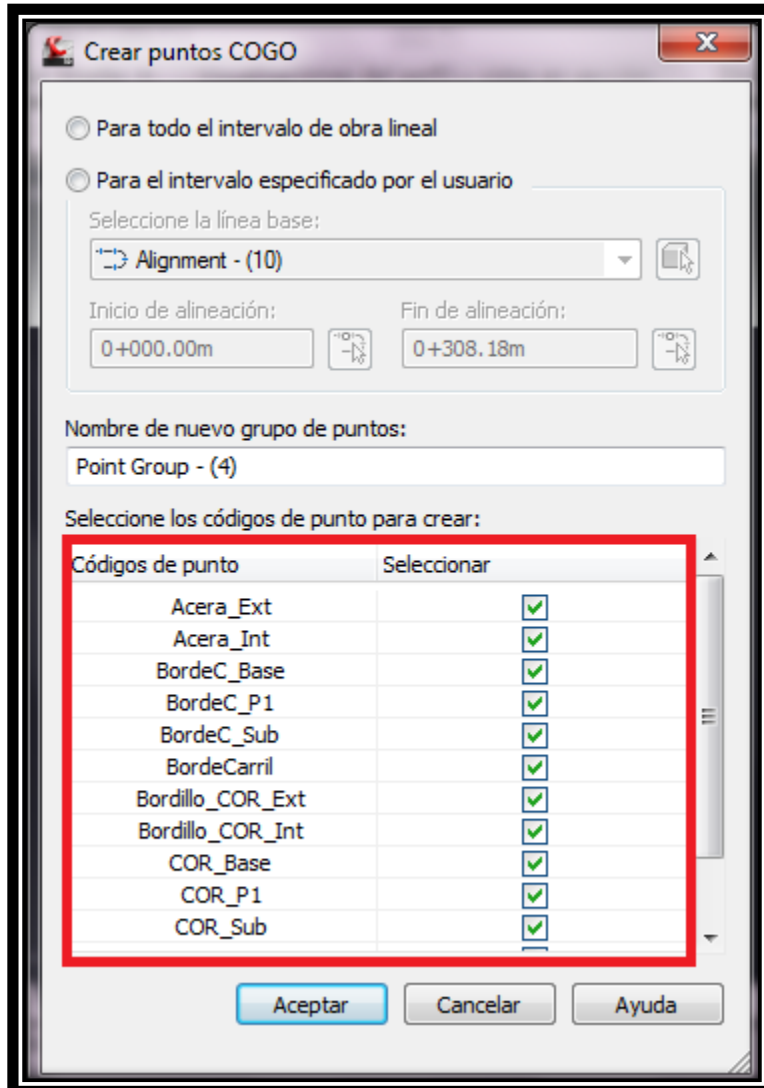 Crear puntos COGO
Para todo el intervalo de obra lineal
Para el intervalo especificado por el usuario
Seleccione la línea base:
Alignment - (10)
Inicio de alineación: Fin de alineación:
0+000.00m 0+308.18m
Nombre de nuevo grupo de puntos:
Point Group - (4)
Seleccione los códigos de punto para crear:
Códigos de punto Seleccionar
Acera_Ext
Acera_Int
BordeC_Base
BordeC_P1
BordeC_Sub
BordeCarril
Bordillo_COR_Ext
Bordillo_COR_Int
COR_Base
COR_P1
COR_Sub
Aceptar Cancelar Ayuda